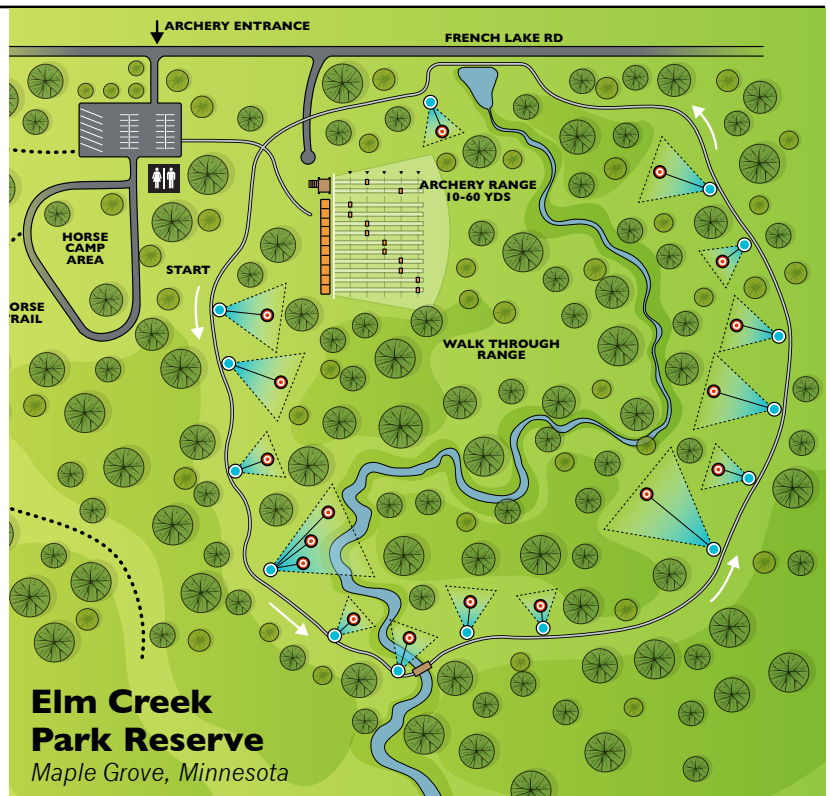 ARCHERY ENTRANCE
FRENCH LAKE RD
ARCHERY RANGE
10-60 YDS
HORSE
CAMP
AREA
START
ORSE
RAIL
WALK THROUGH
RANGE
Elm Creek
Park Reserve
Maple Grove, Minnesota